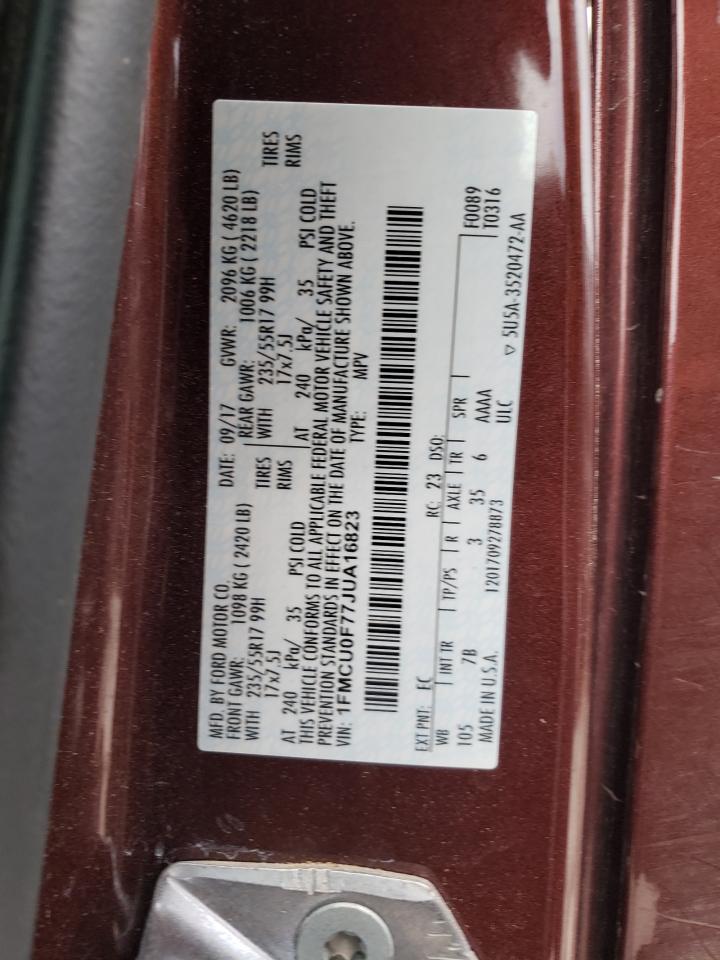 MFD. BY FORD MOTOR CO. DATE: 09/17 GVWR: 2096 KG ( 4620 LB)
FRONT GAWR: 1098 KG ( 2420 LB) REAR GAWR: 1006 KG ( 2218 LB)
WITH 235/55R17 99H TIRES WITH 235/55R17 99H TIRES
17x7.5J RIMS 17x7.5J RIMS
AT 240 kPa/ 35 PSI COLD AT 240 kPa/ 35 PSI COLD
THIS VEHICLE CONFORMS TO ALL APPLICABLE FEDERAL MOTOR VEHICLE SAFETY AND THEFT
PREVENTION STANDARDS IN EFFECT ON THE DATE OF MANUFACTURE SHOWN ABOVE.
VIN: 1FMCU0F77JUA16823 TYPE: MPV
EXT PNT: EC RC: 23 DSO: F0089
WB INT TR TP/PS R AXLE TR SPR T0316
105 7B 3 35 6 AAAA
MADE IN U.S.A. 1201709278873 ULC ▽ 5U5A-3520472-AA